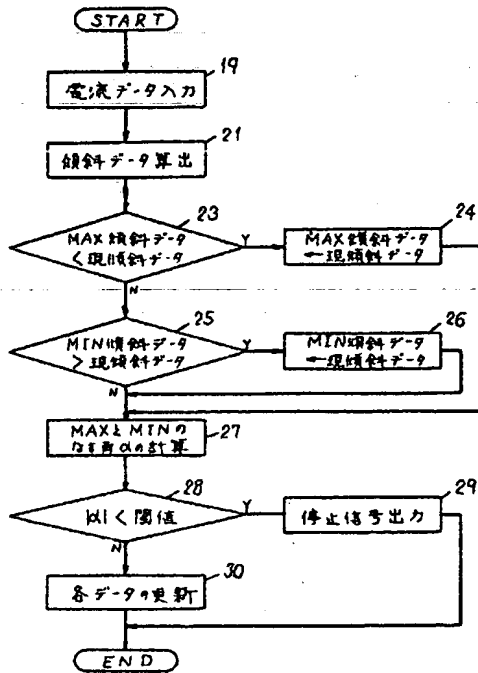 START
19
電流データ入力
21
傾斜データ算出
23
MAX傾斜データ
<現傾斜データ
Y
24
MAX傾斜データ
←現傾斜データ
N
25
MIN傾斜データ
>現傾斜データ
Y
26
MIN傾斜データ
←現傾斜データ
N
MAXとMINの
なす角αの計算
27
28
|α|<閾値
Y
29
停止信号出力
N
30
各データの更新
END